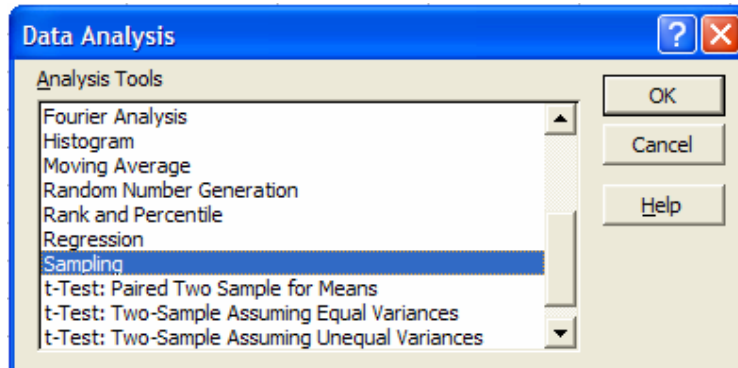 Data Analysis
Analysis Tools
Fourier Analysis
Histogram
Moving Average
Random Number Generation
Rank and Percentile
Regression
Sampling
t-Test: Paired Two Sample for Means
t-Test: Two-Sample Assuming Equal Variances
t-Test: Two-Sample Assuming Unequal Variances
OK
Cancel
Help